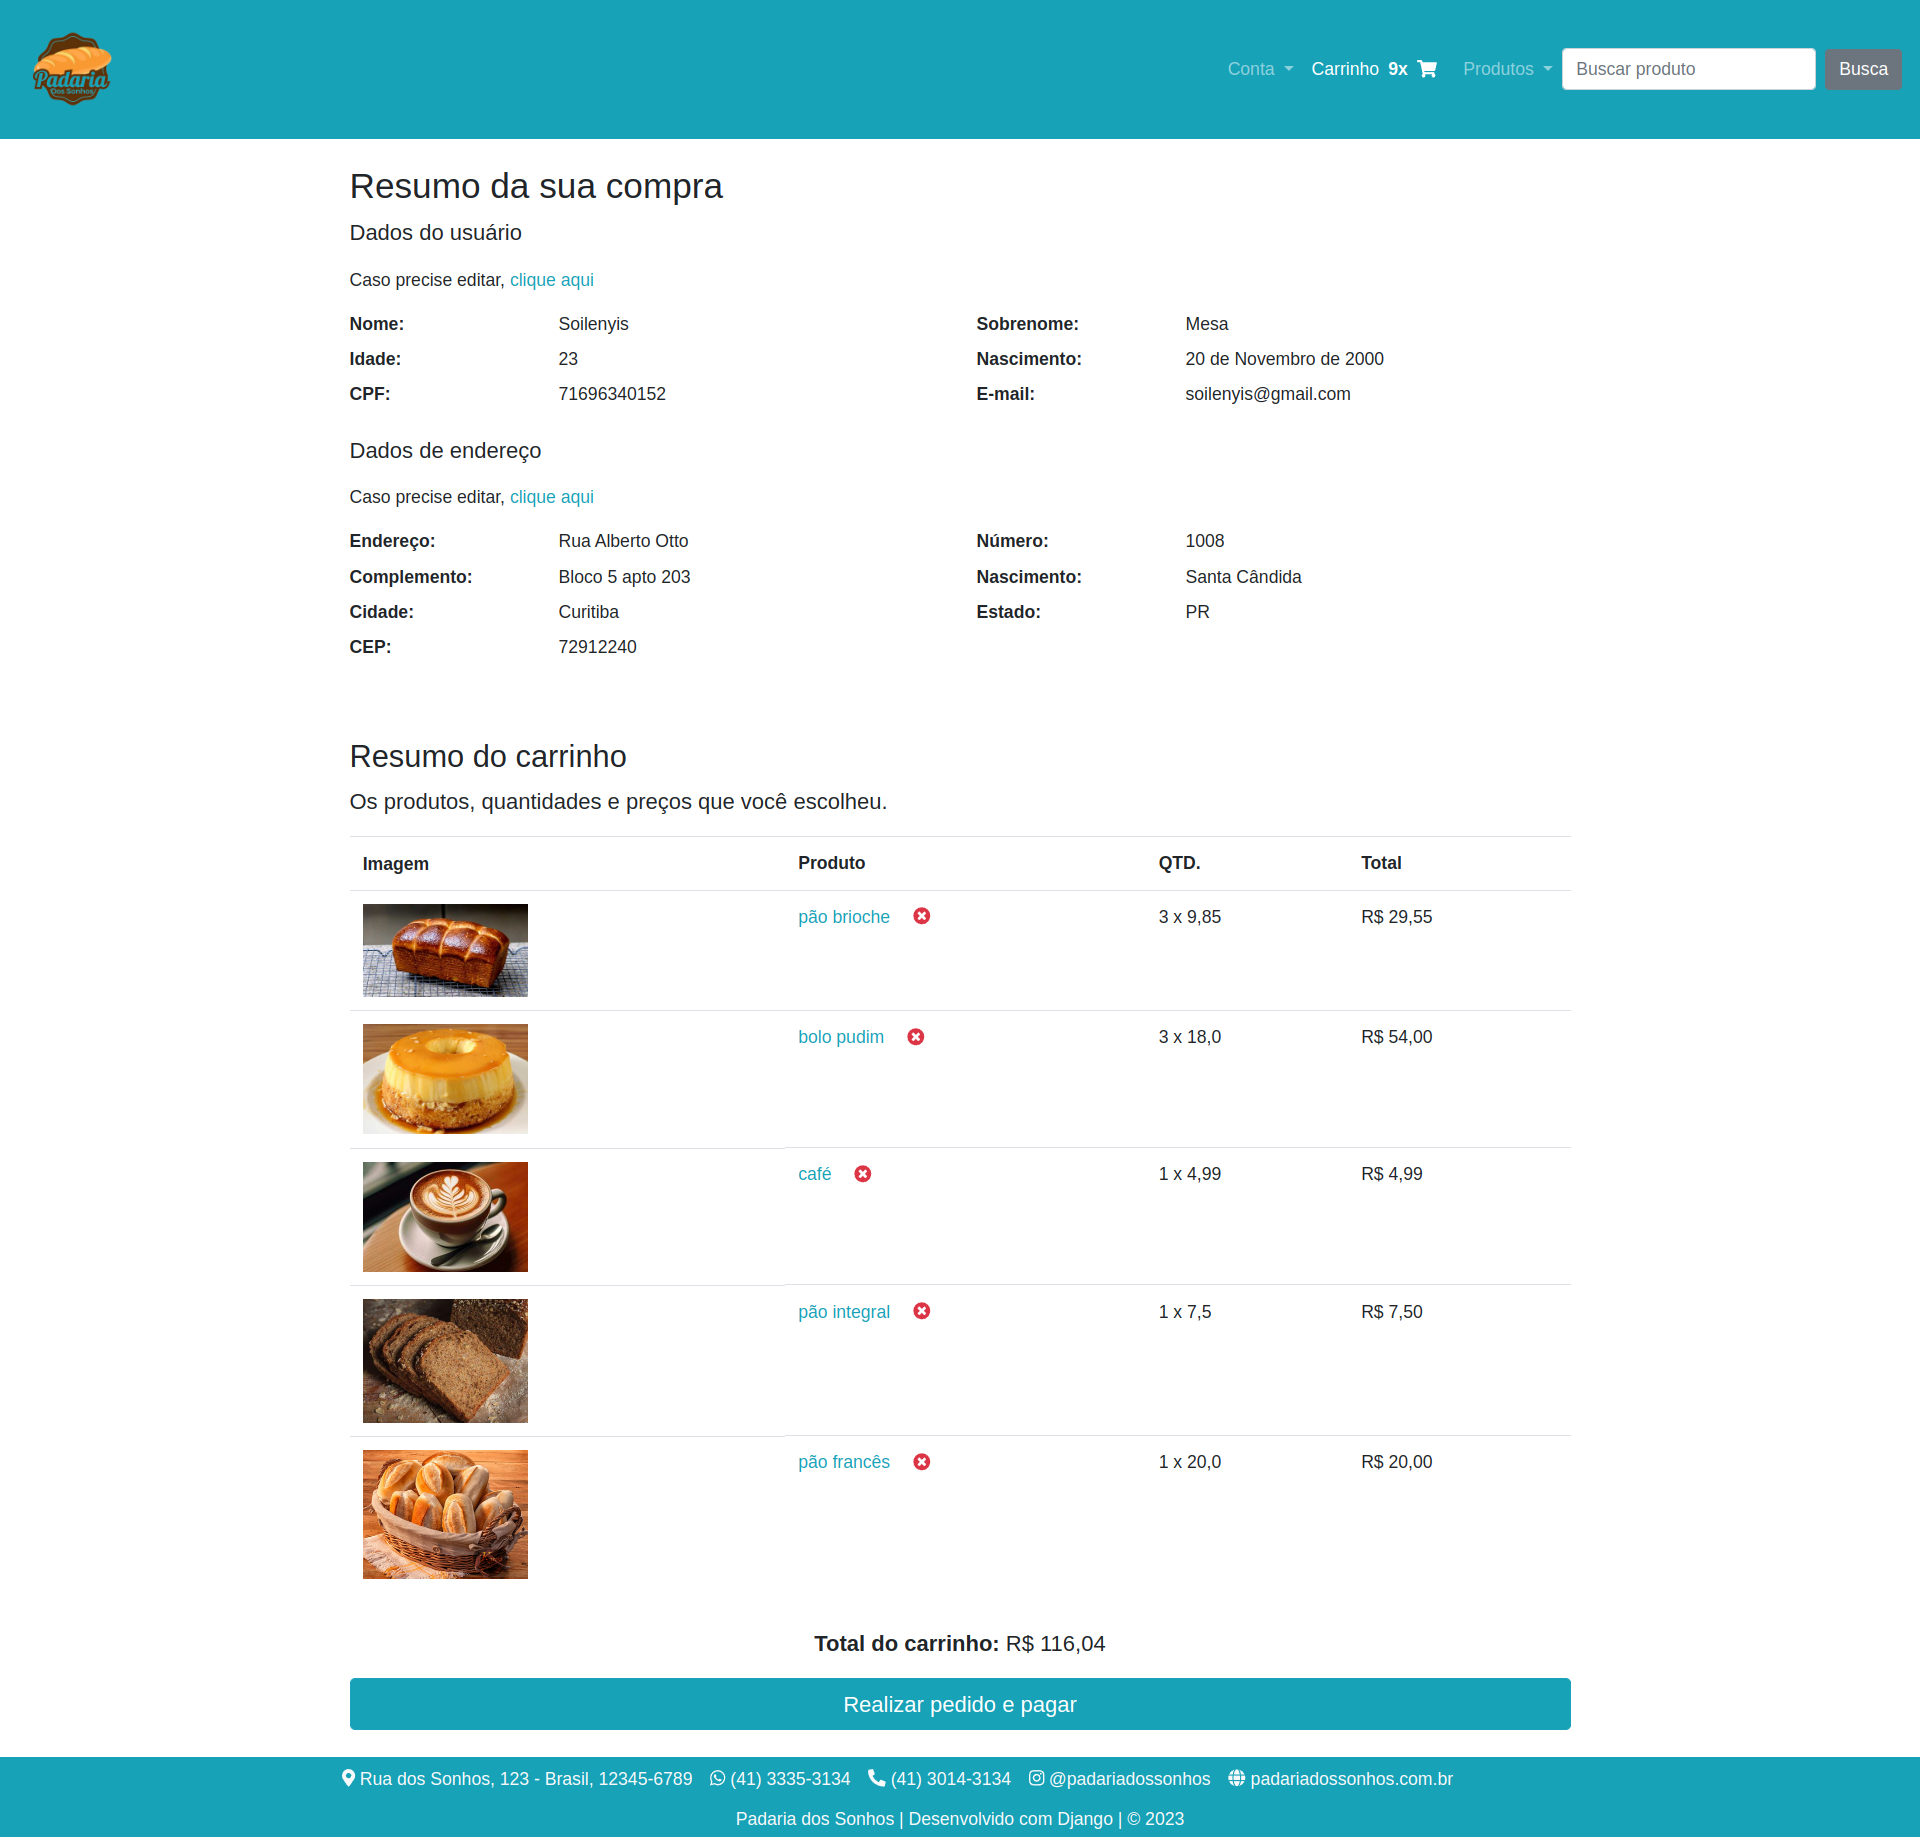 Padaria
Dos Sonhos
Conta Carrinho 9x Produtos Buscar produto Busca
Resumo da sua compra
Dados do usuário
Caso precise editar, clique aqui
Nome: Soilenyis Sobrenome: Mesa
Idade: 23 Nascimento: 20 de Novembro de 2000
CPF: 71696340152 E-mail: soilenyis@gmail.com
Dados de endereço
Caso precise editar, clique aqui
Endereço: Rua Alberto Otto Número: 1008
Complemento: Bloco 5 apto 203 Nascimento: Santa Cândida
Cidade: Curitiba Estado: PR
CEP: 72912240
Resumo do carrinho
Os produtos, quantidades e preços que você escolheu.
Imagem Produto QTD. Total
pão brioche 3 x 9,85 R$ 29,55
bolo pudim 3 x 18,0 R$ 54,00
café 1 x 4,99 R$ 4,99
pão integral 1 x 7,5 R$ 7,50
pão francês 1 x 20,0 R$ 20,00
Total do carrinho: R$ 116,04
Realizar pedido e pagar
Rua dos Sonhos, 123 - Brasil, 12345-6789 (41) 3335-3134 (41) 3014-3134 @padariadossonhos padariadossonhos.com.br
Padaria dos Sonhos | Desenvolvido com Django | © 2023